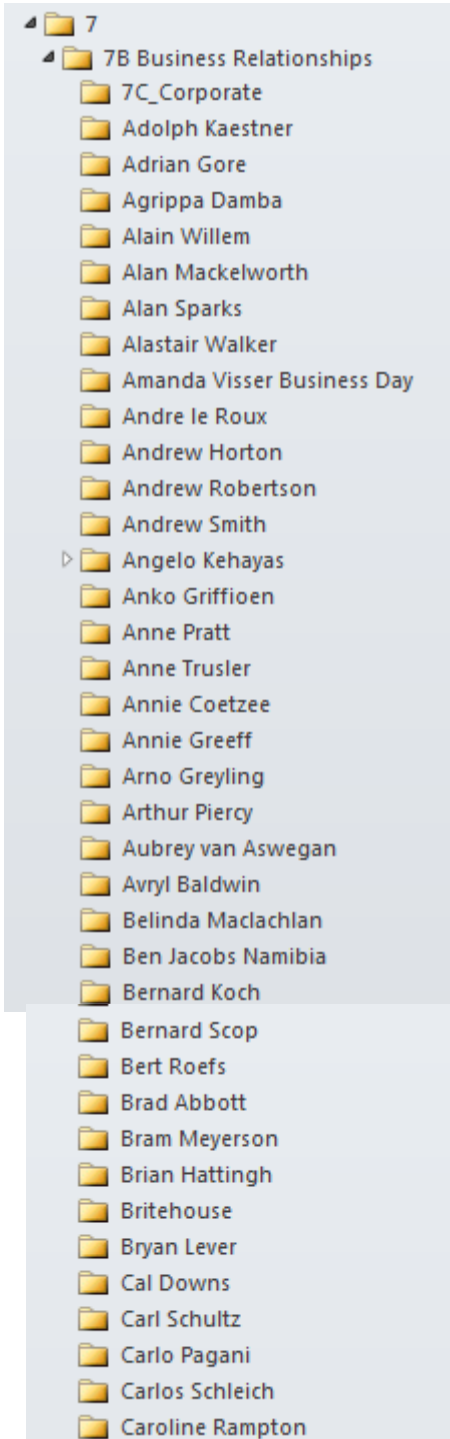 7
7B Business Relationships
7C_Corporate
Adolph Kaestner
Adrian Gore
Agrippa Damba
Alain Willem
Alan Mackelworth
Alan Sparks
Alastair Walker
Amanda Visser Business Day
Andre le Roux
Andrew Horton
Andrew Robertson
Andrew Smith
Angelo Kehayas
Anko Griffioen
Anne Pratt
Anne Trusler
Annie Coetzee
Annie Greeff
Arno Greyling
Arthur Piercy
Aubrey van Aswegan
Avryl Baldwin
Belinda Maclachlan
Ben Jacobs Namibia
Bernard Koch
Bernard Scop
Bert Roefs
Brad Abbott
Bram Meyerson
Brian Hattingh
Britehouse
Bryan Lever
Cal Downs
Carl Schultz
Carlo Pagani
Carlos Schleich
Caroline Rampton